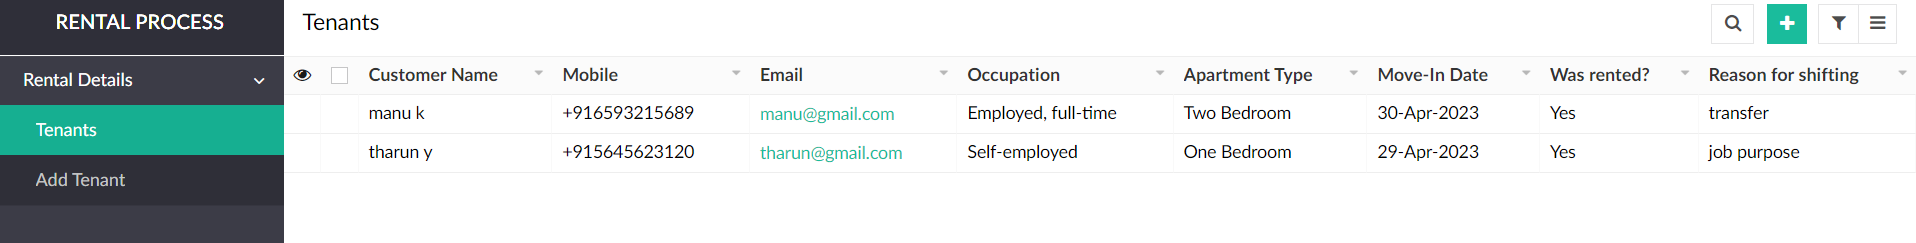 RENTAL PROCESS
Tenants
Rental Details
Customer Name Mobile Email Occupation Apartment Type Move-In Date Was rented? Reason for shifting
Tenants
manu k +916593215689 manu@gmail.com Employed, full-time Two Bedroom 30-Apr-2023 Yes transfer
tharun y +915645623120 tharun@gmail.com Self-employed One Bedroom 29-Apr-2023 Yes job purpose
Add Tenant